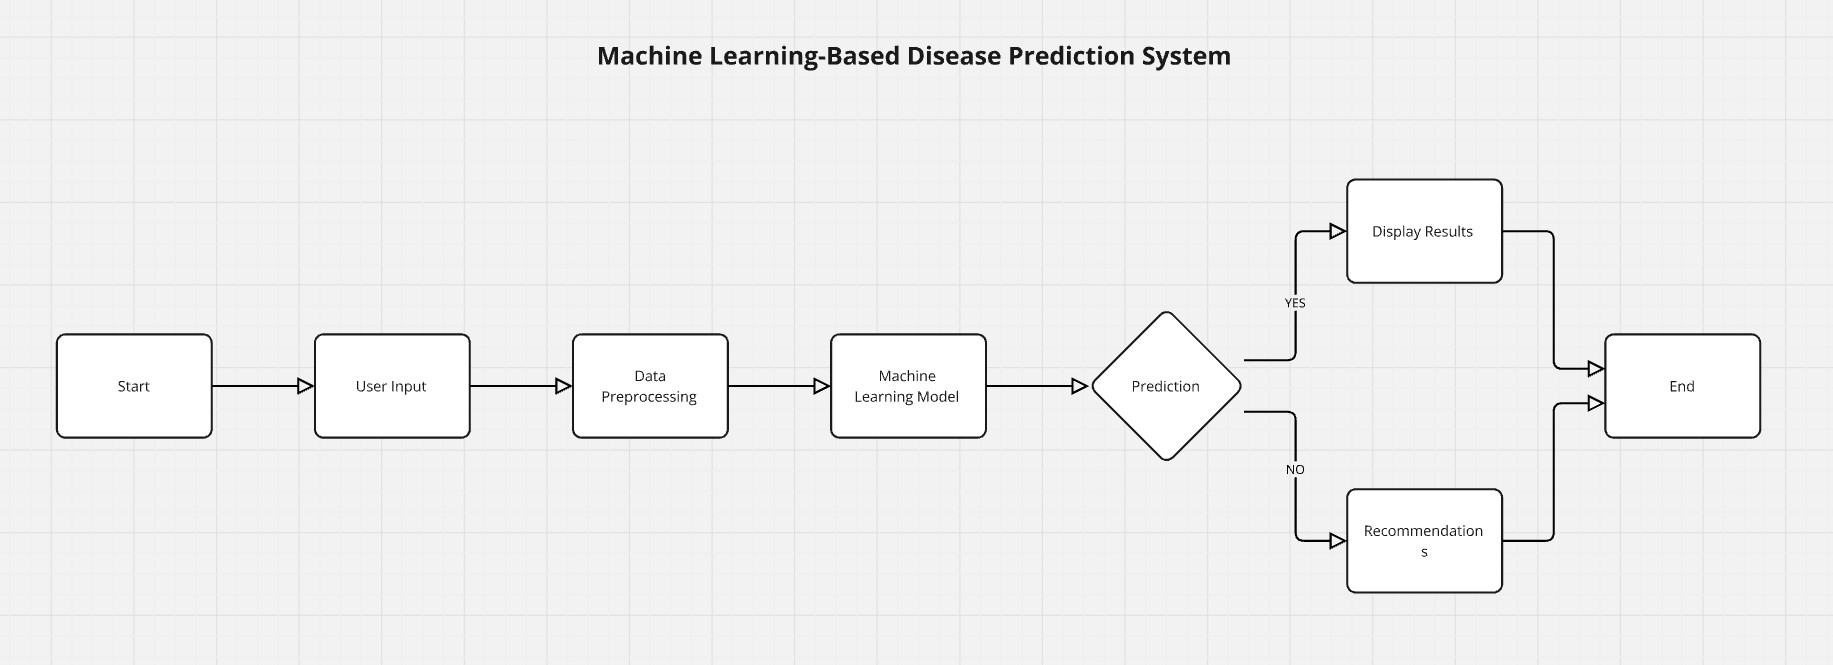 Machine Learning-Based Disease Prediction System
Start
User Input
Data
Preprocessing
Machine
Learning Model
Prediction
YES
Display Results
NO
Recommendation
s
End